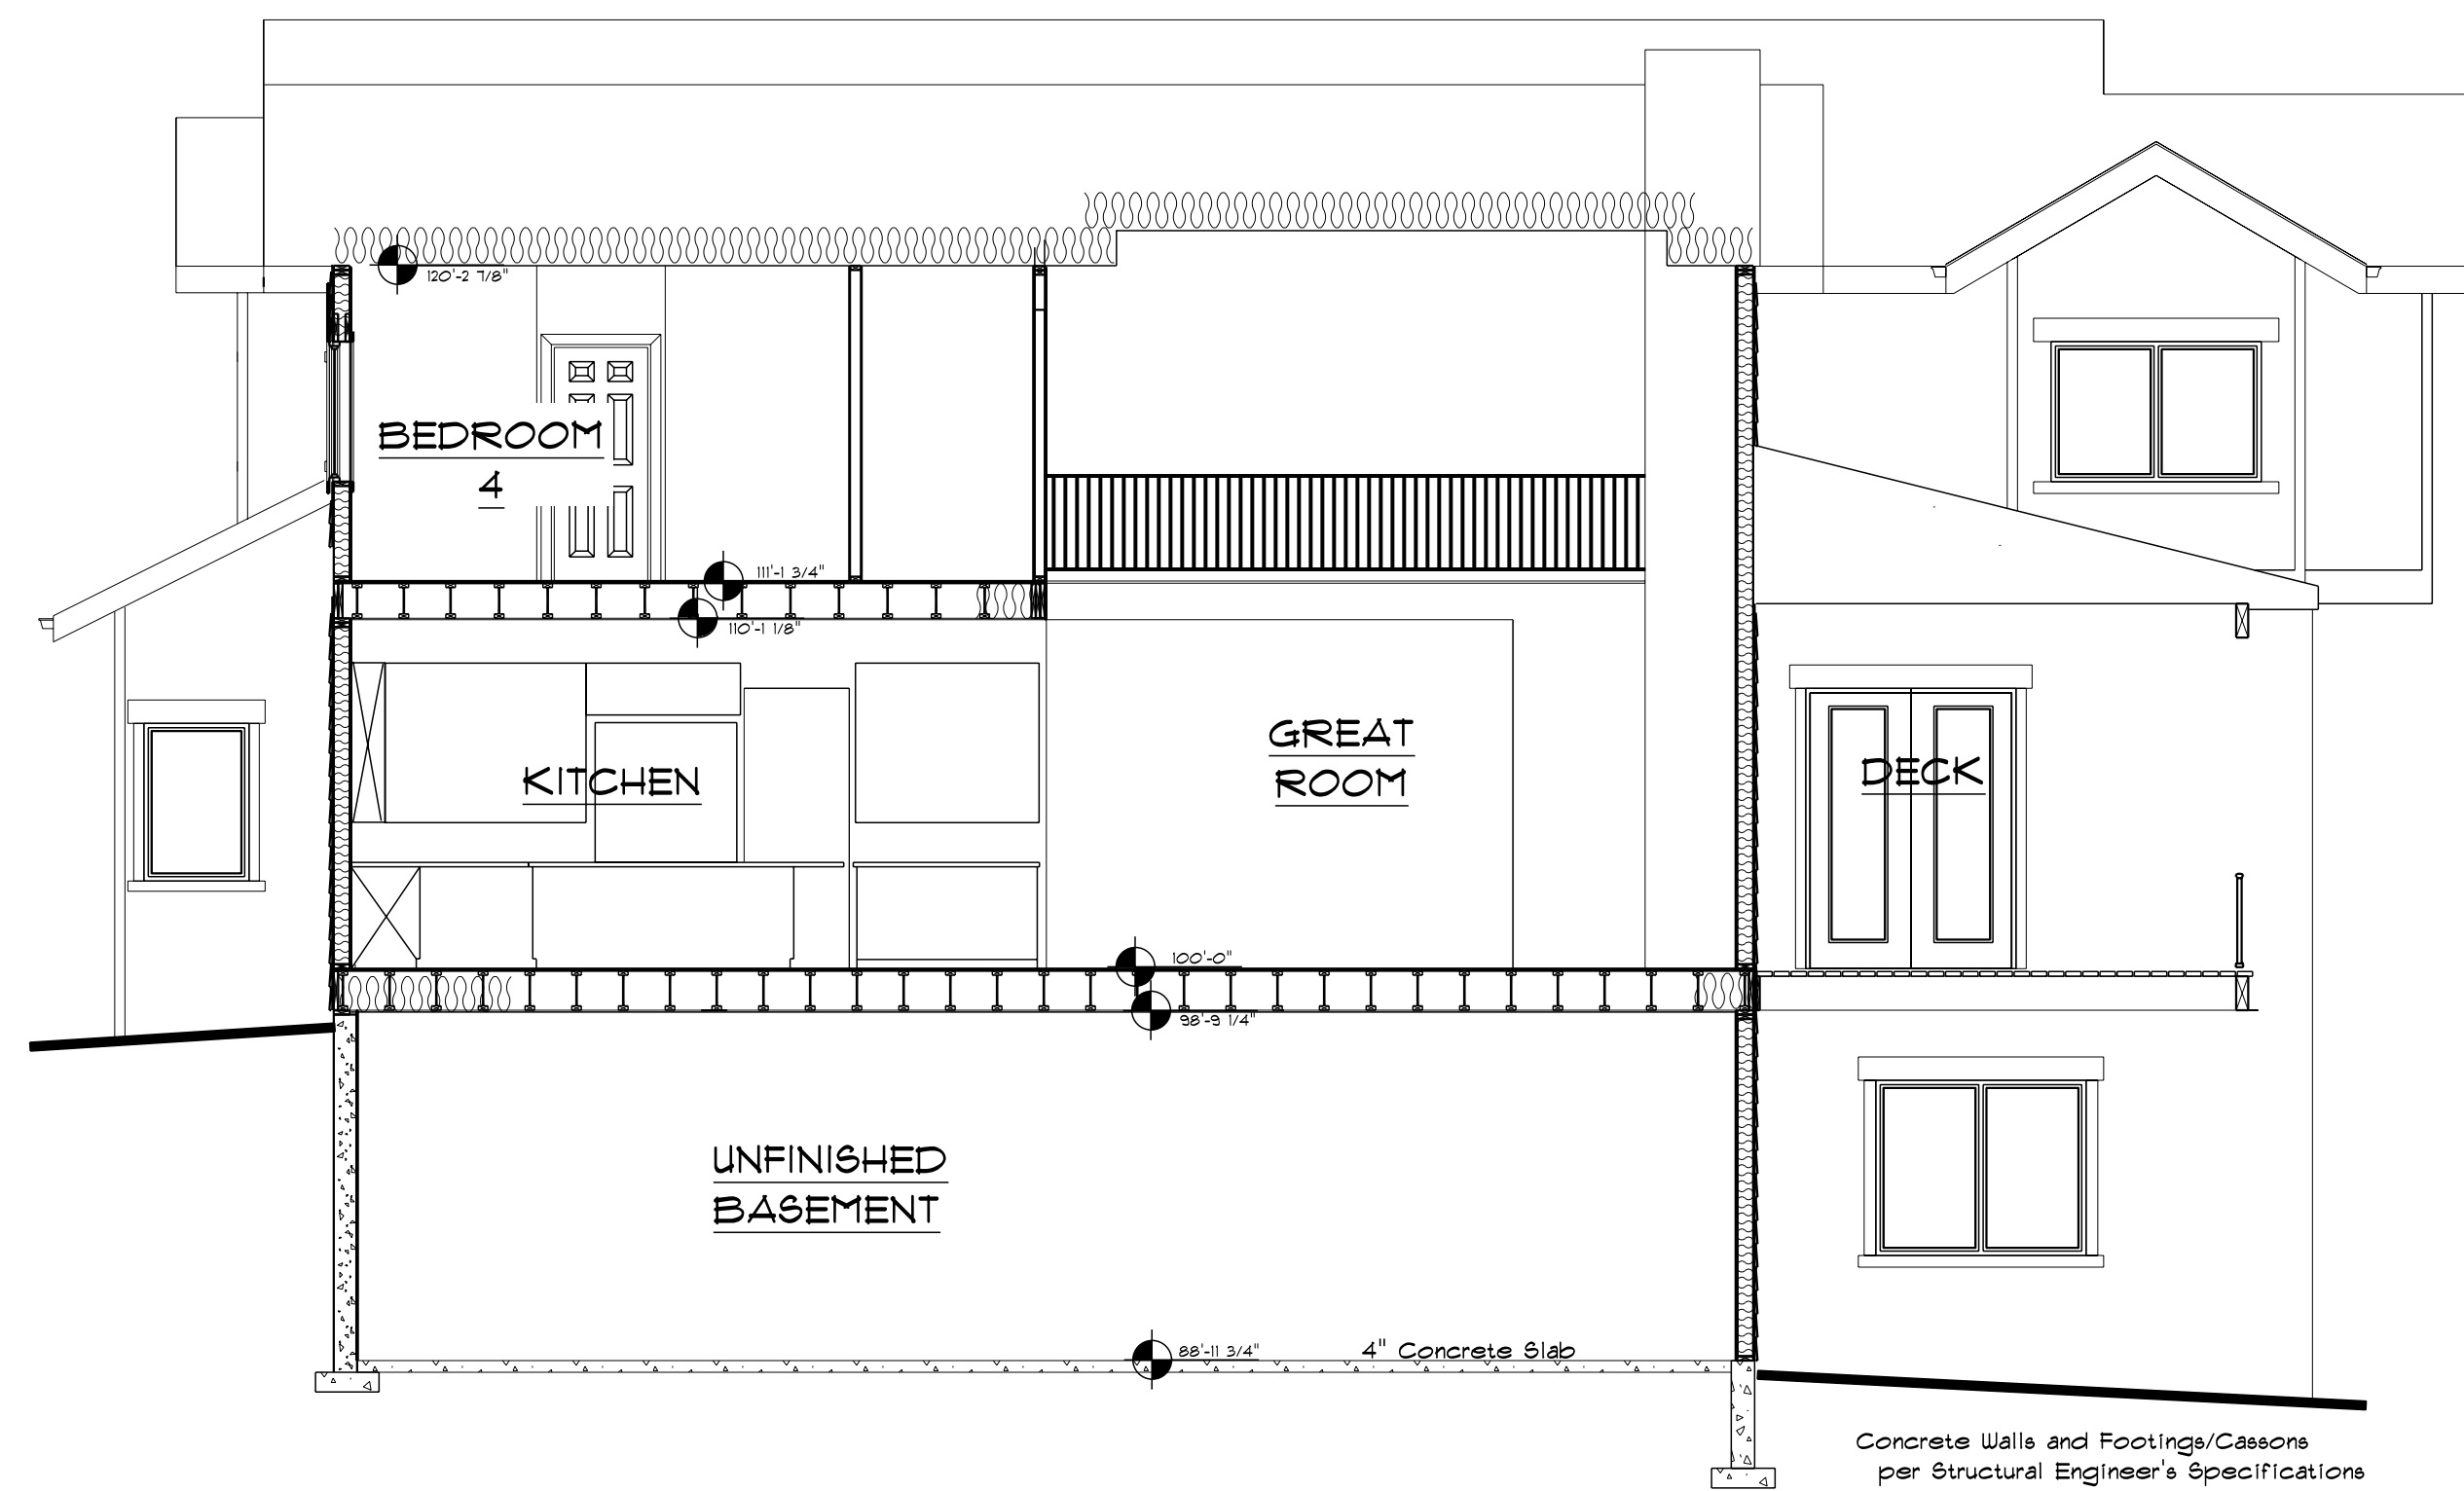 120'-2 7/8"
BEDROOM
4
111'-1 3/4"
110'-1 1/8"
GREAT
ROOM
KITCHEN
DECK
100'-0"
98'-9 1/4"
UNFINISHED
BASEMENT
88'-11 3/4"
4" Concrete Slab
Concrete Walls and Footings/Cassons
per Structural Engineer's Specifications